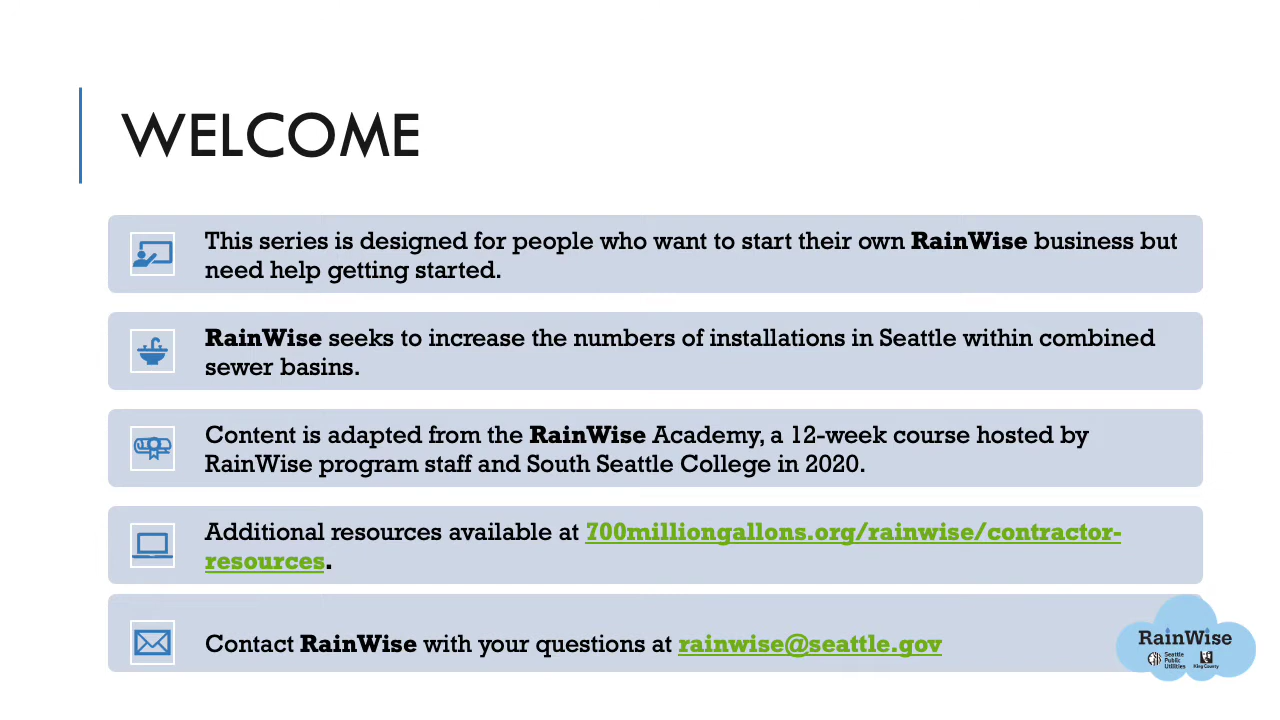 WELCOME
This series is designed for people who want to start their own RainWise business but
need help getting started.
RainWise seeks to increase the numbers of installations in Seattle within combined
sewer basins.
Content is adapted from the RainWise Academy, a 12-week course hosted by
RainWise program staff and South Seattle College in 2020.
Additional resources available at 700milliongallons.org/rainwise/contractor-
resources.
Contact RainWise with your questions at rainwise@seattle.gov
RainWise
Seattle
Public
Utilities
King County